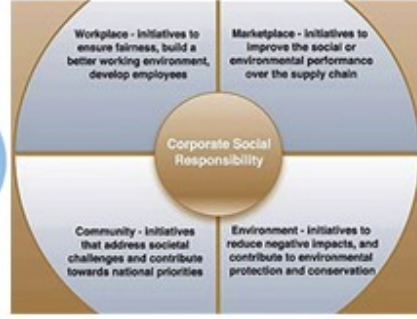 Workplace - initiatives to
ensure fairness, build a
better working environment,
develop employees
Marketplace - initiatives to
improve the social or
environmental performance
over the supply chain
Corporate Social
Responsibility
Community - initiatives
that address societal
challenges and contribute
towards national priorities
Environment - initiatives to
reduce negative impacts, and
contribute to environmental
protection and conservation